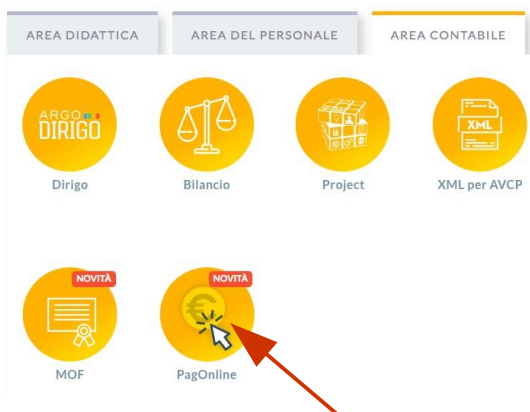 AREA DIDATTICA
AREA DEL PERSONALE
AREA CONTABILE
ARGO
DIRIGO
XML
Dirigo
Bilancio
Project
XML per AVCP
NOVITÀ
NOVITÀ
€
MOF
PagOnline